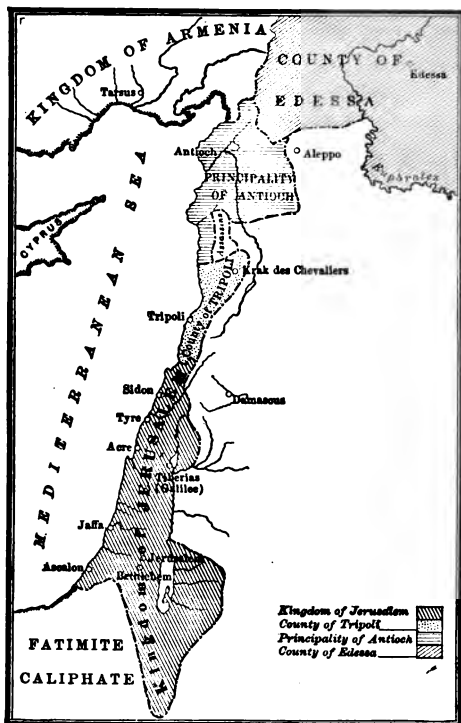 KINGDOM OF ARMENIA
COUNTY OF
EDESSA
Edessa
Tarsus
Euphrates
Antioch
Aleppo
PRINCIPALITY
OF ANTIOCH
Assassins
CYPRUS
MEDITERRANEAN SEA
Krak des Chevaliers
County of TRIPOLI
Tripoli
Sidon
Damascus
Tyre
Acre
Tiberias
(Galilee)
Kingdom of JERUSALEM
Jaffa
Jerusalem
Ascalon
Bethlehem
FATIMITE
CALIPHATE
Kingdom of Jerusalem
County of Tripoli
Principality of Antioch
County of Edessa